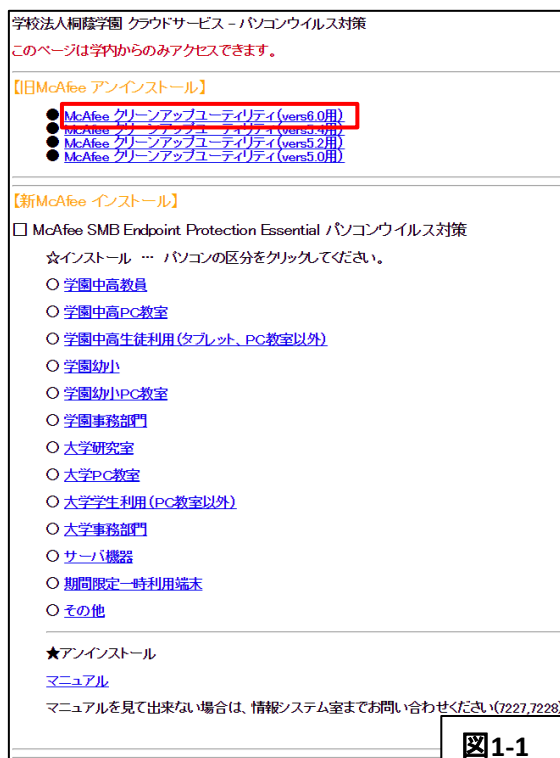 学校法人桐蔭学園 クラウドサービス - パソコンウイルス対策
このページは学内からのみアクセスできます。
【旧McAfee アンインストール】
● McAfee クリーンアップユーティリティ(vers6.0用)
● McAfee クリーンアップユーティリティ(vers5.4用)
● McAfee クリーンアップユーティリティ(vers5.2用)
● McAfee クリーンアップユーティリティ(vers5.0用)
【新McAfee インストール】
□ McAfee SMB Endpoint Protection Essential パソコンウイルス対策
☆インストール … パソコンの区分をクリックしてください。
○ 学園中高教員
○ 学園中高PC教室
○ 学園中高生徒利用(タブレット、PC教室以外)
○ 学園幼小
○ 学園幼小PC教室
○ 学園事務部門
○ 大学研究室
○ 大学PC教室
○ 大学学生利用(PC教室以外)
○ 大学事務部門
○ サーバ機器
○ 期間限定一時利用端末
○ その他
★アンインストール
マニュアル
マニュアルを見て出来ない場合は、情報システム室までお問い合わせください(7227,7228)
図1-1